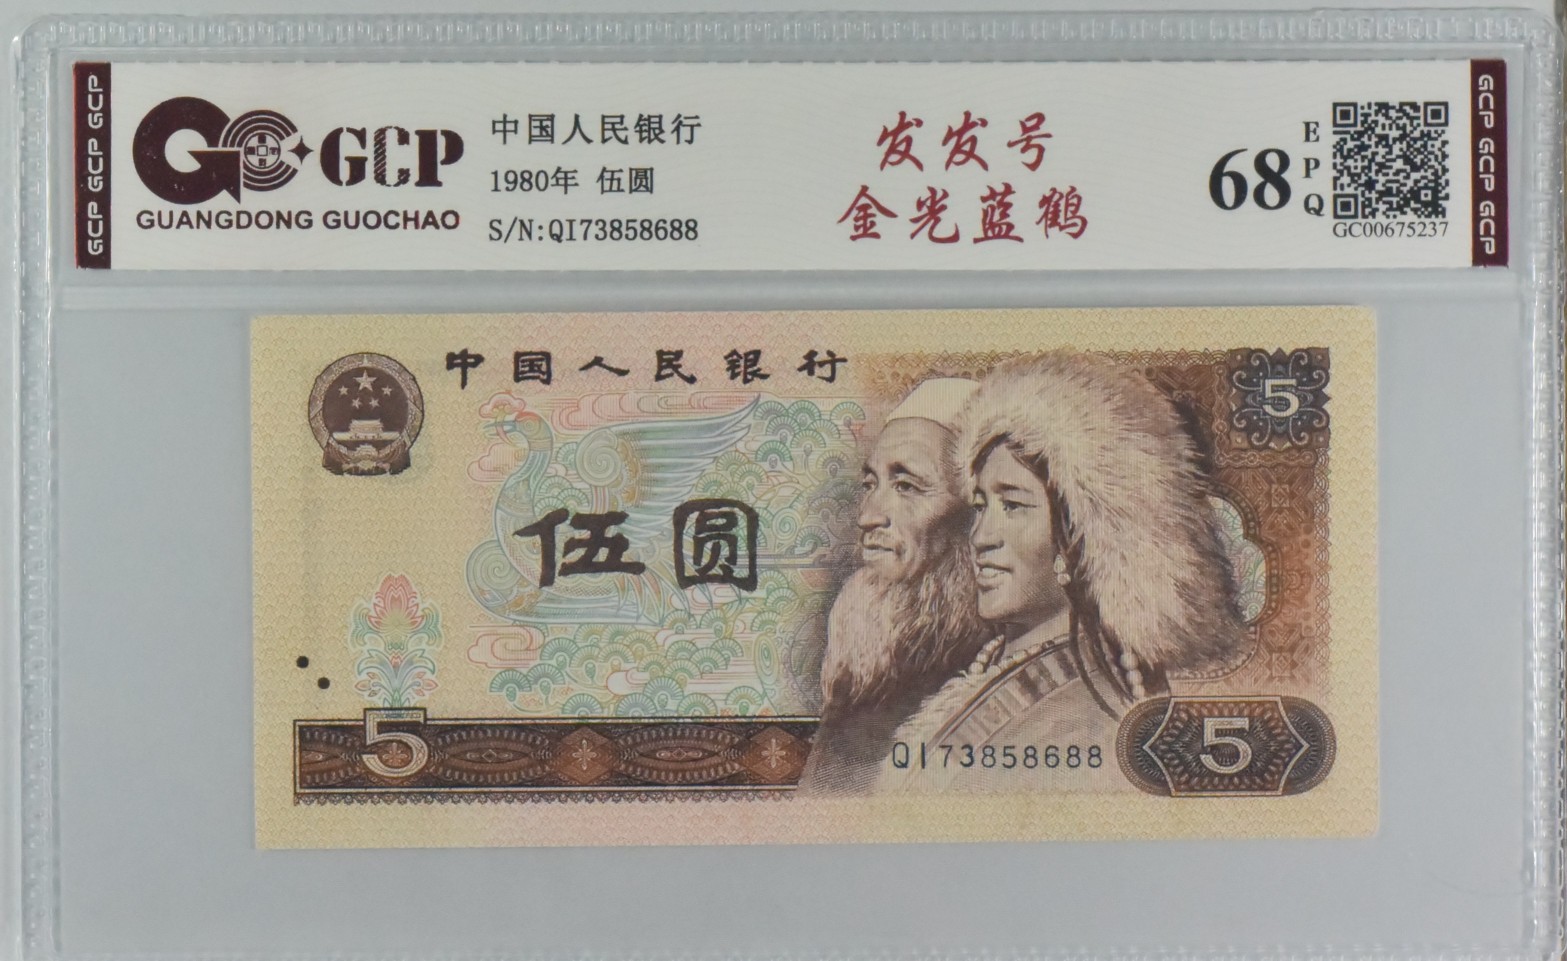 GCP GCP GCP
GCP
GUANGDONG GUOCHAO
中国人民银行
1980年 伍圆
S/N:QI73858688
发发号
金光蓝鹤
68
EPQ
GC00675237
GCP GCP GCP
中国人民银行
5
伍圆
5
QI73858688
5